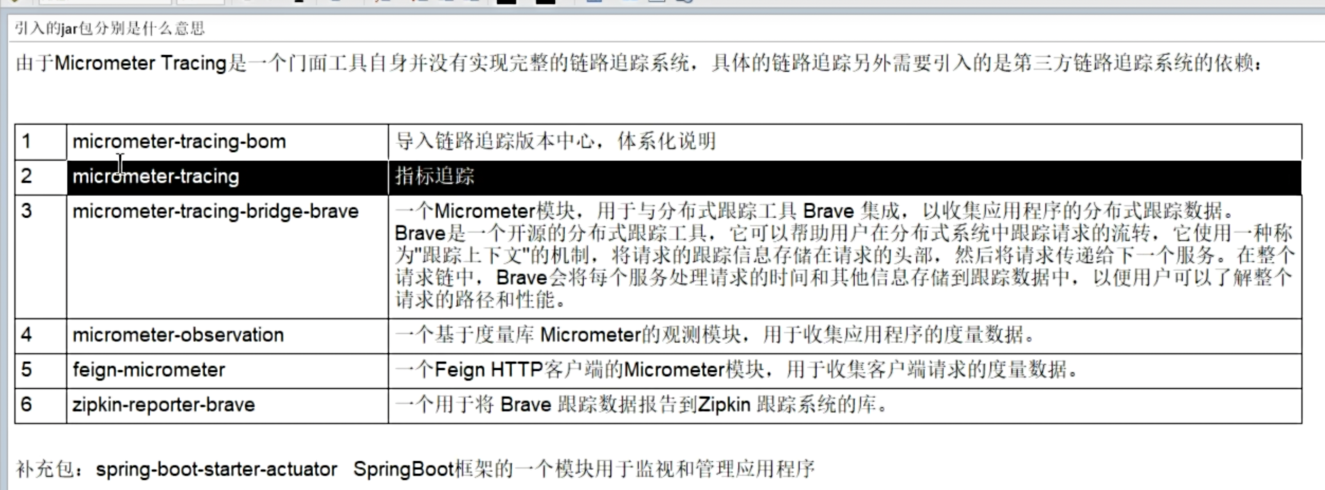 引入的jar包分别是什么意思
由于Micrometer Tracing是一个门面工具自身并没有实现完整的链路追踪系统，具体的链路追踪另外需要引入的是第三方链路追踪系统的依赖：
1 micrometer-tracing-bom 导入链路追踪版本中心，体系化说明
2 micrometer-tracing 指标追踪
3 micrometer-tracing-bridge-brave 一个Micrometer模块，用于与分布式跟踪工具 Brave 集成，以收集应用程序的分布式跟踪数据。
Brave是一个开源的分布式跟踪工具，它可以帮助用户在分布式系统中跟踪请求的流转，它使用一种称
为"跟踪上下文"的机制，将请求的跟踪信息存储在请求的头部，然后将请求传递给下一个服务。在整个
请求链中，Brave会将每个服务处理请求的时间和其他信息存储到跟踪数据中，以便用户可以了解整个
请求的路径和性能。
4 micrometer-observation 一个基于度量库 Micrometer的观测模块，用于收集应用程序的度量数据。
5 feign-micrometer 一个Feign HTTP客户端的Micrometer模块，用于收集客户端请求的度量数据。
6 zipkin-reporter-brave 一个用于将 Brave 跟踪数据报告到Zipkin 跟踪系统的库。
补充包：spring-boot-starter-actuator SpringBoot框架的一个模块用于监视和管理应用程序